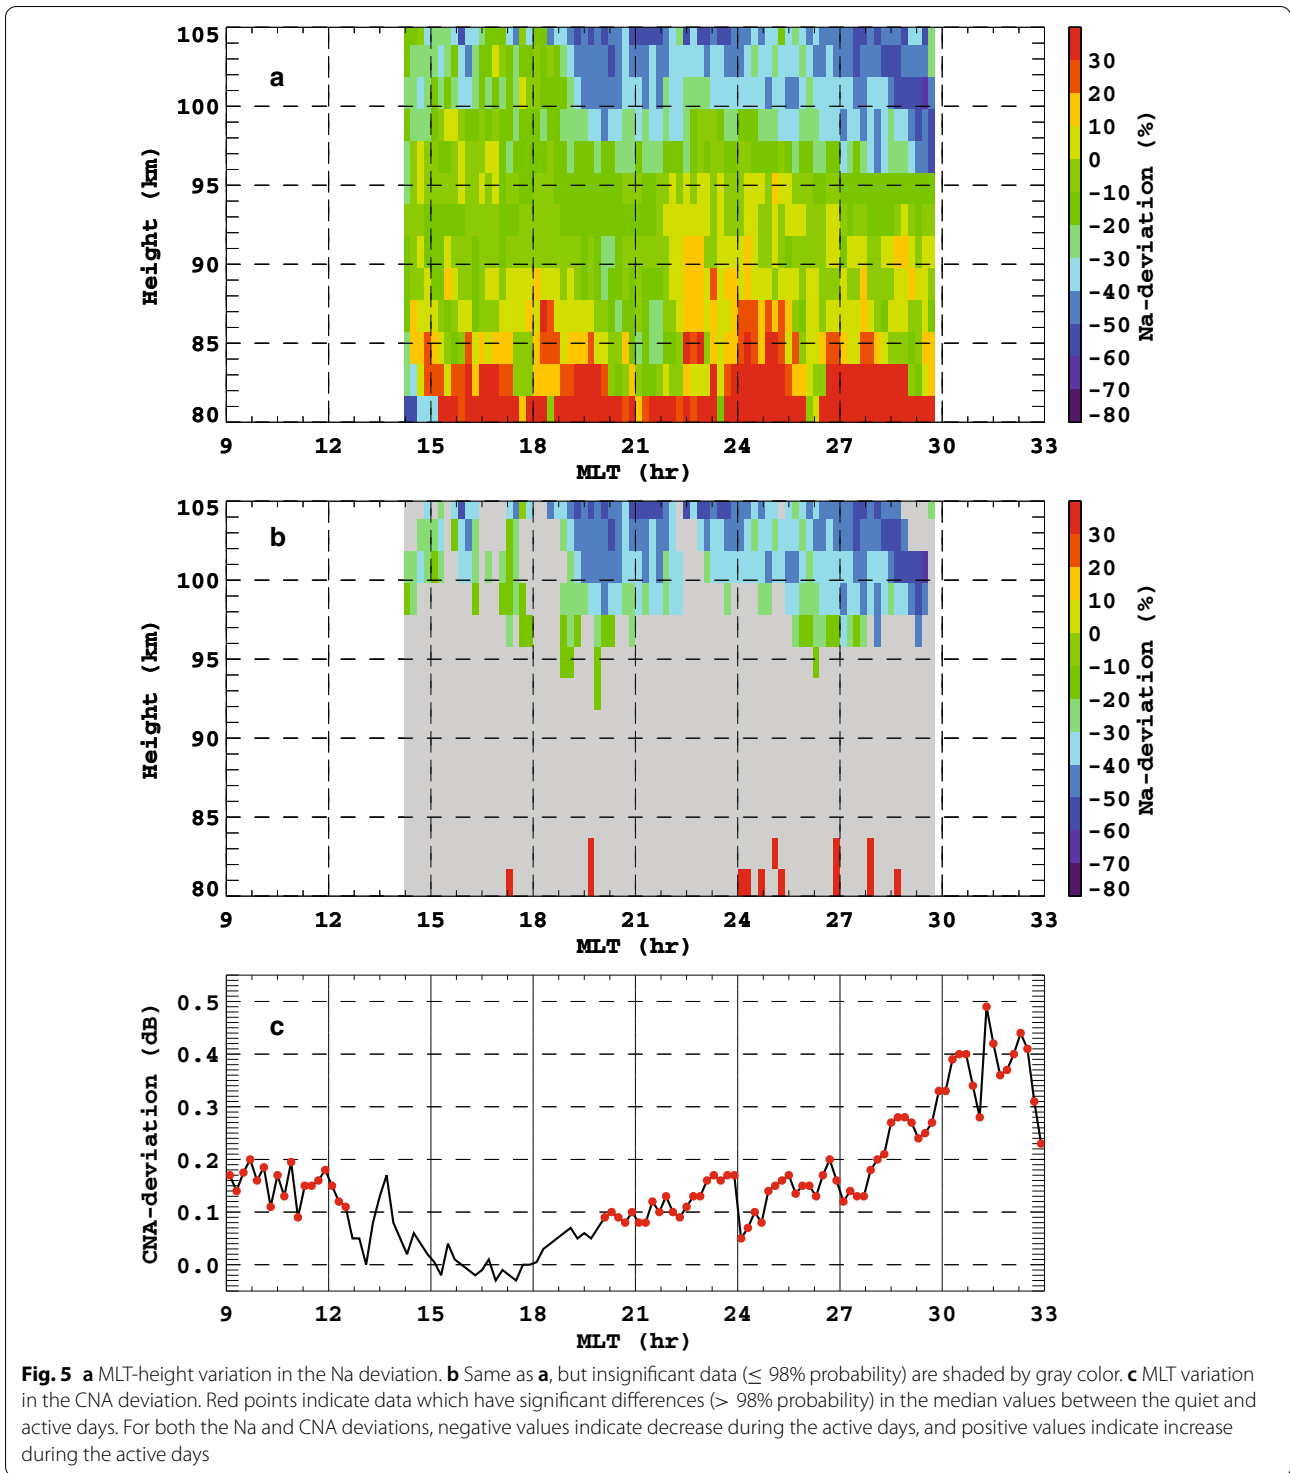 105
100
95
90
85
80
Height (km)
a
9 12 15 18 21 24 27 30 33
MLT (hr)
30
20
10
0
-10
-20
-30
-40
-50
-60
-70
-80
Na-deviation (%)
105
100
95
90
85
80
Height (km)
b
9 12 15 18 21 24 27 30 33
MLT (hr)
30
20
10
0
-10
-20
-30
-40
-50
-60
-70
-80
Na-deviation (%)
0.5
0.4
0.3
0.2
0.1
0.0
CNA-deviation (dB)
c
9 12 15 18 21 24 27 30 33
MLT (hr)
Fig. 5 a MLT-height variation in the Na deviation. b Same as a, but insignificant data (≤ 98% probability) are shaded by gray color. c MLT variation
in the CNA deviation. Red points indicate data which have significant differences (> 98% probability) in the median values between the quiet and
active days. For both the Na and CNA deviations, negative values indicate decrease during the active days, and positive values indicate increase
during the active days